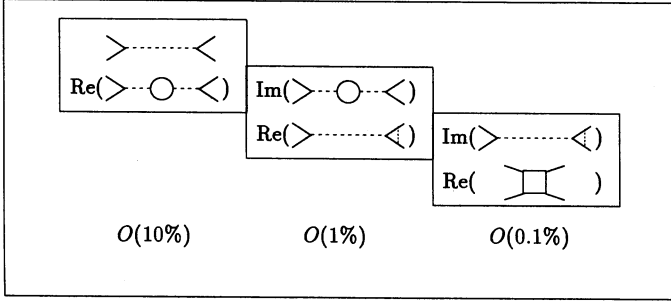 Re( )
Im( )
Re( )
Im( )
Re( )
O(10%) O(1%) O(0.1%)